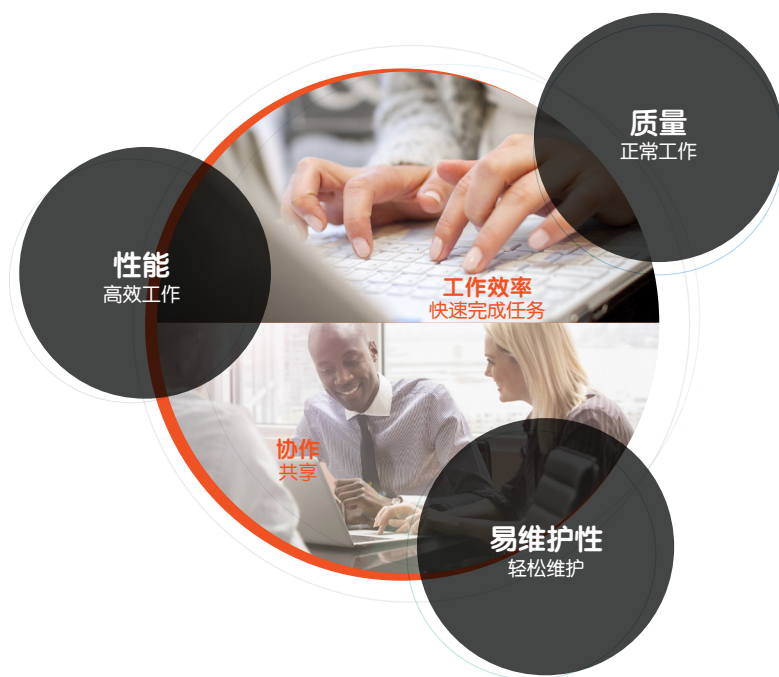 质量
正常工作
性能
高效工作
工作效率
快速完成任务
协作
共享
易维护性
轻松维护